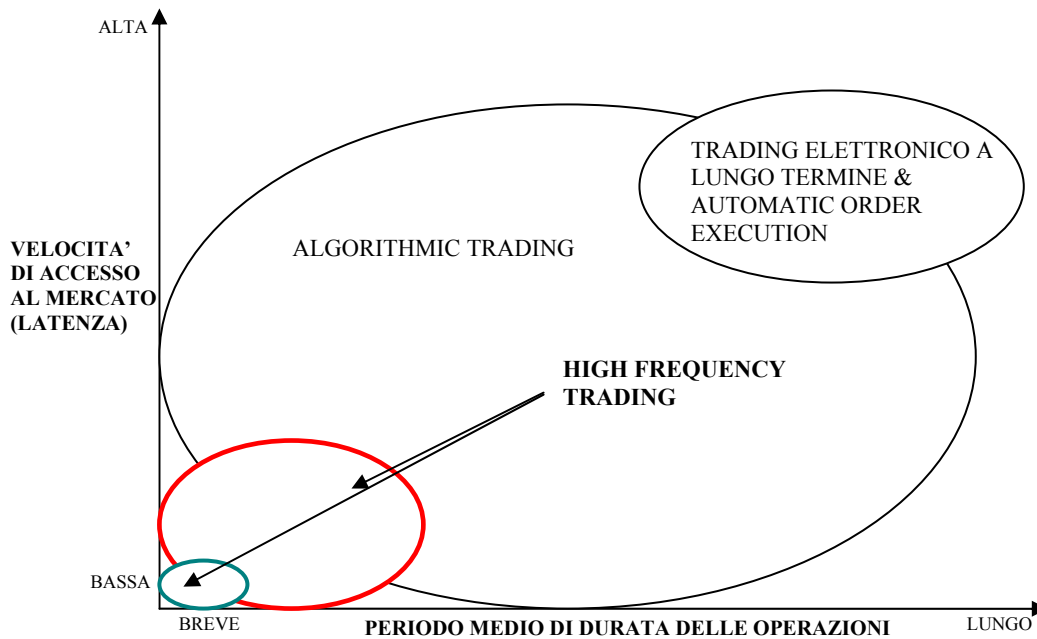 ALTA
TRADING ELETTRONICO A
LUNGO TERMINE &
AUTOMATIC ORDER
EXECUTION
ALGORITHMIC TRADING
VELOCITA’
DI ACCESSO
AL MERCATO
(LATENZA)
HIGH FREQUENCY
TRADING
BASSA
BREVE
PERIODO MEDIO DI DURATA DELLE OPERAZIONI
LUNGO